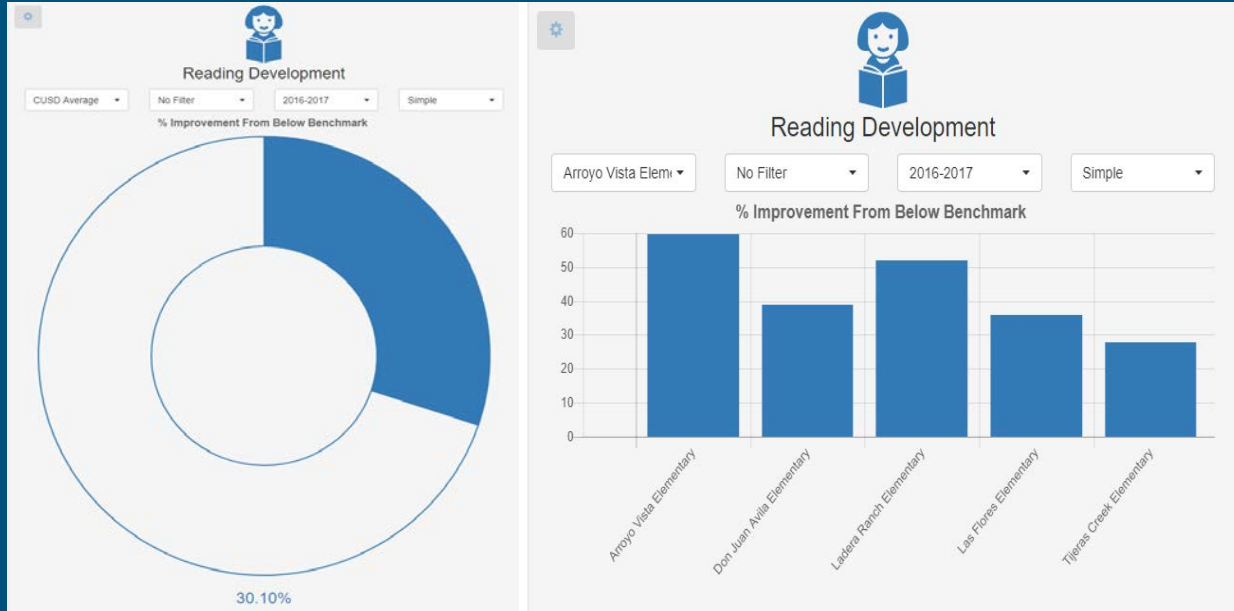 Reading Development
CUSD Average No Filter 2016-2017 Simple
% Improvement From Below Benchmark
30.10%
Reading Development
Arroyo Vista Elem No Filter 2016-2017 Simple
% Improvement From Below Benchmark
60
50
40
30
20
10
0
Arroyo Vista Elementary
Don Juan Avila Elementary
Ladera Ranch Elementary
Las Flores Elementary
Tijeras Creek Elementary